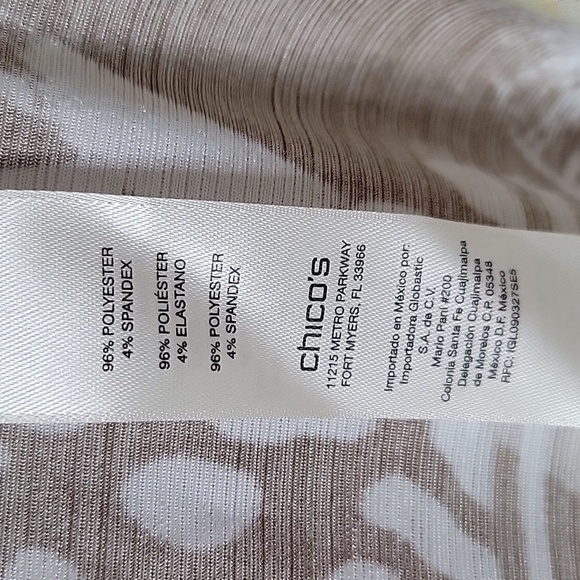 96% POLYESTER
4% SPANDEX
96% POLIÉSTER
4% ELASTANO
96% POLYESTER
4% SPANDEX
chico's
11215 METRO PARKWAY
FORT MYERS, FL 33966
Importado en México por:
Importadora Globastic
S.A. de C.V.
Mario Pani #200
Colonia Santa Fe Cuajimalpa
Delegación Cuajimalpa
de Morelos C.P. 05348
México D.F. México
RFC: IGL090327SE5